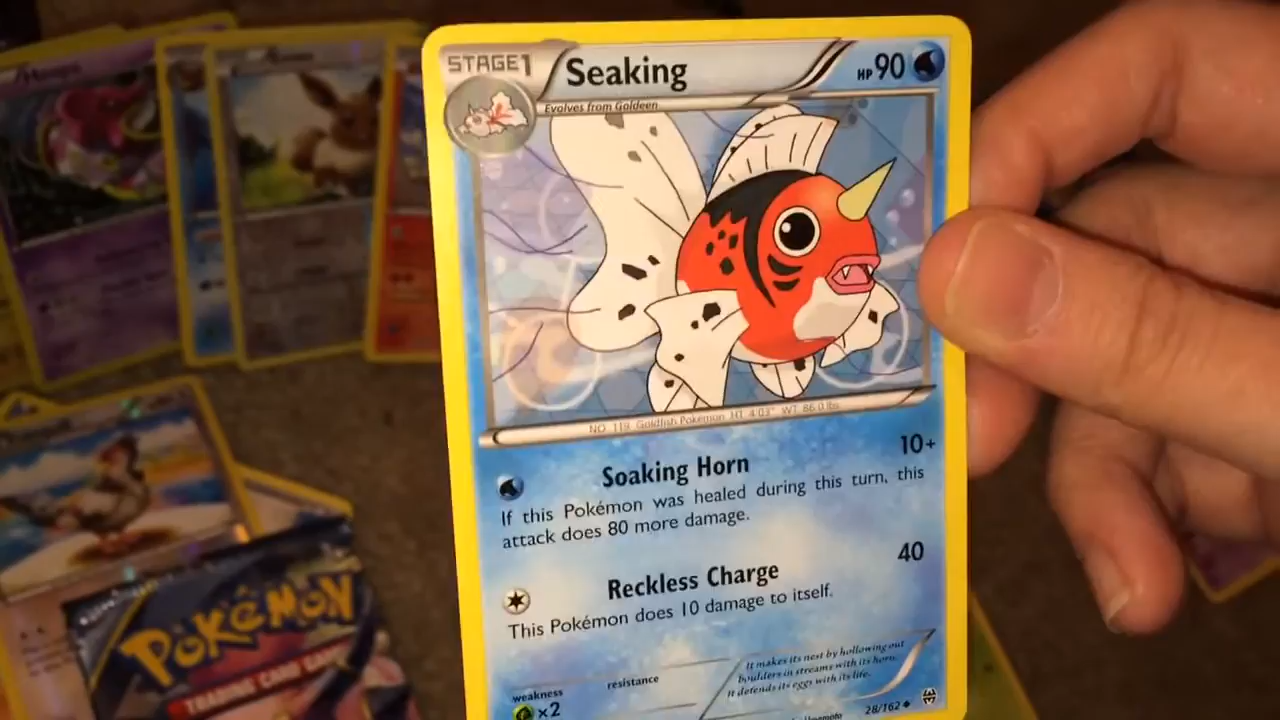 STAGE1
Seaking
HP 90
Evolves from Goldeen
NO. 119 Goldfish Pokémon HT 4'03" WT 86.0 lbs
Soaking Horn 10+
If this Pokémon was healed during this turn, this
attack does 80 more damage.
Reckless Charge 40
This Pokémon does 10 damage to itself.
weakness
×2
resistance
It makes its nest by hollowing out
boulders in streams with its horn.
It defends its eggs with its life.
28/162
POKéMON
TRADING CARD GAME